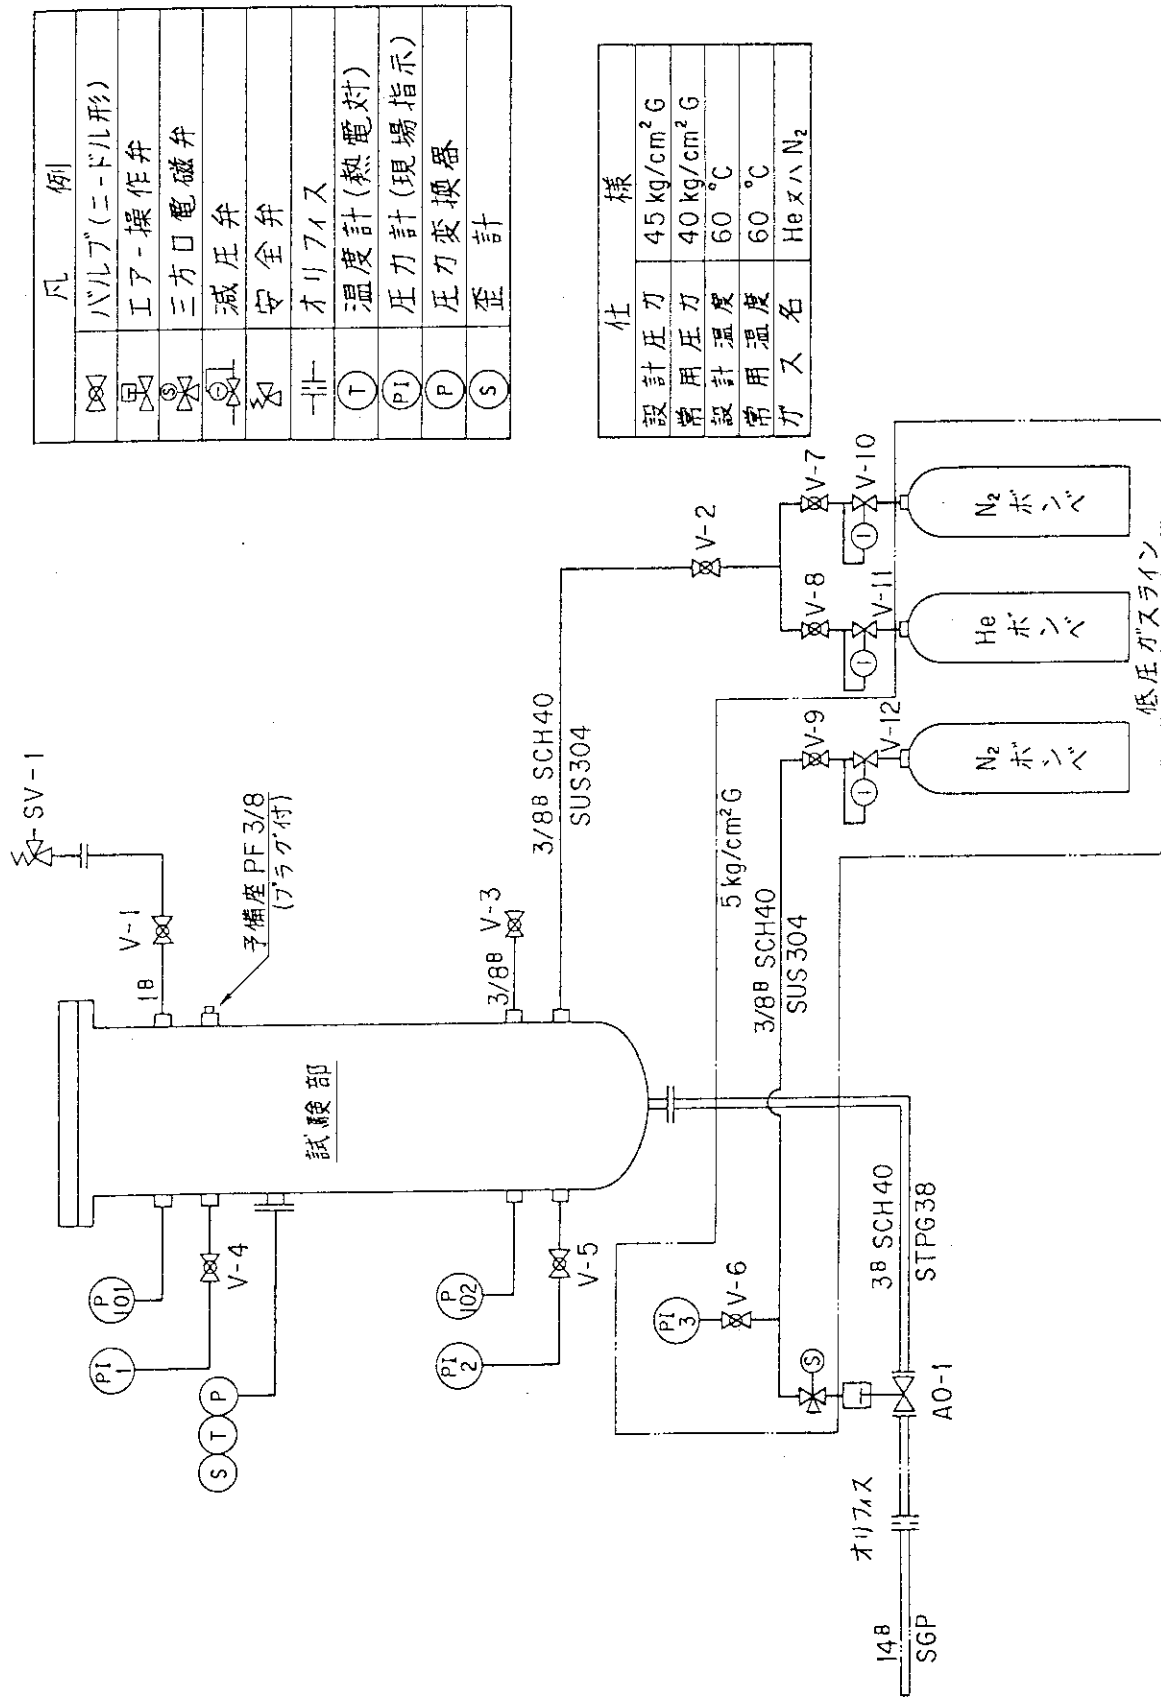 凡例
バルブ(ニードル形)
エアー操作弁
S 三方口電磁弁
減圧弁
安全弁
オリフィス
T 温度計(熱電対)
PI 圧力計(現場指示)
P 圧力変換器
S 歪計
仕様
設計圧力 45 kg/cm² G
常用圧力 40 kg/cm² G
設計温度 60 °C
常用温度 60 °C
ガス名 He又ハN₂
SV-1
V-1
1ᴮ
予備座PF 3/8
(プラグ付)
試験部
P
101
PI
1
V-4
S T P
3/8ᴮ
V-3
P
102
PI
2
V-5
3/8ᴮ SCH40
SUS304
V-2
V-7
V-8
V-10
V-11
N₂
ボンベ
He
ボンベ
5 kg/cm²G
3/8ᴮ SCH40
SUS304
V-9
V-12
N₂
ボンベ
低圧ガスライン
PI
3
V-6
S
3ᴮ SCH40
STPG38
AO-1
オリフィス
14ᴮ
SGP